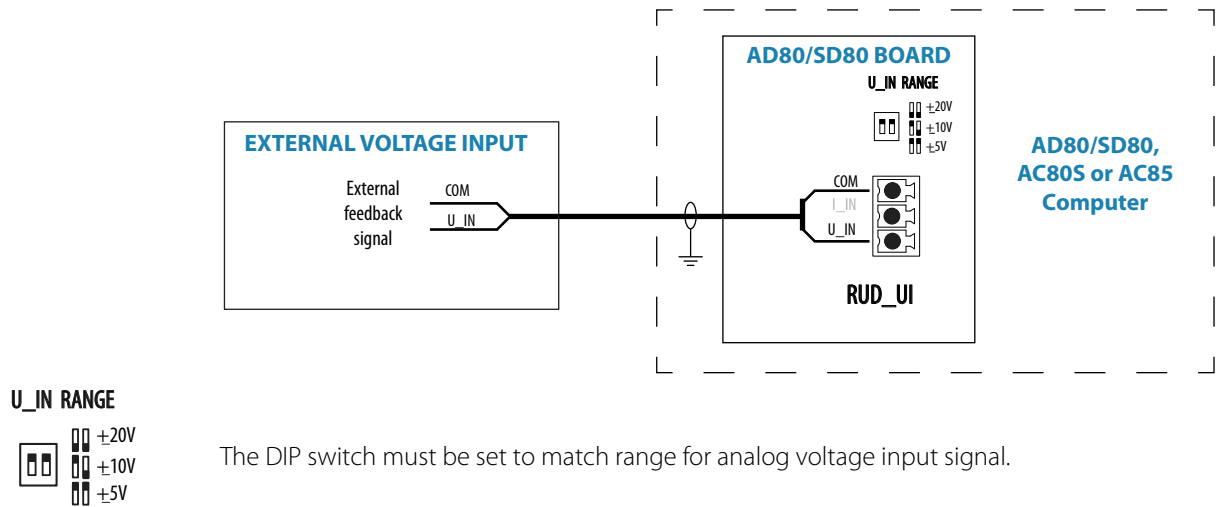 AD80/SD80 BOARD
U_IN RANGE
±20V
±10V
±5V
EXTERNAL VOLTAGE INPUT
External
feedback
signal
COM
U_IN
COM
I_IN
U_IN
RUD_UI
AD80/SD80,
AC80S or AC85
Computer
U_IN RANGE
±20V
±10V
±5V
The DIP switch must be set to match range for analog voltage input signal.